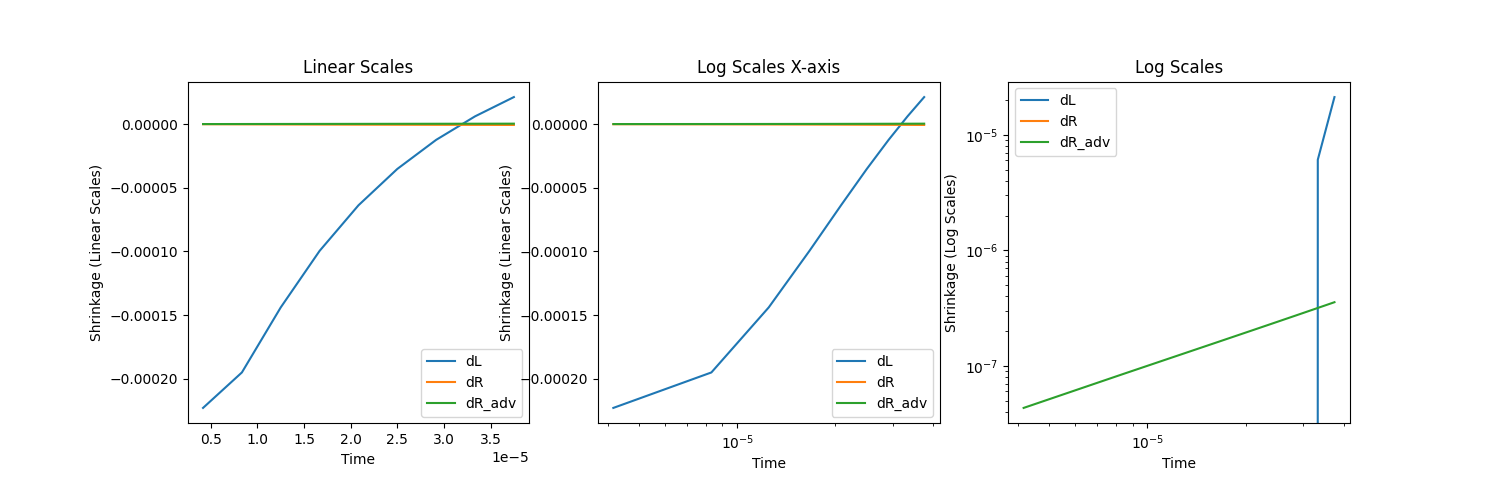 Linear Scales
Shrinkage (Linear Scales)
0.00000
−0.00005
−0.00010
−0.00015
−0.00020
0.5 1.0 1.5 2.0 2.5 3.0 3.5
1e−5
Time
dL
dR
dR_adv
Log Scales X-axis
Shrinkage (Linear Scales)
0.00000
−0.00005
−0.00010
−0.00015
−0.00020
10⁻⁵
Time
dL
dR
dR_adv
Log Scales
Shrinkage (Log Scales)
10⁻⁵
10⁻⁶
10⁻⁷
10⁻⁵
Time
dL
dR
dR_adv